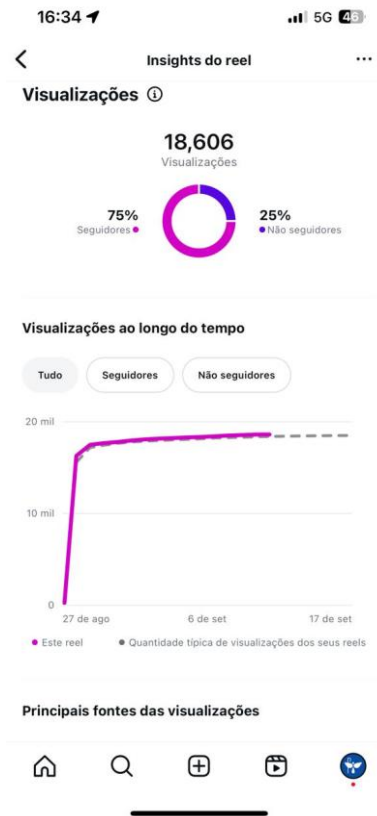 16:34
5G 46
Insights do reel
Visualizações
18,606
Visualizações
75%
Seguidores
25%
Não seguidores
Visualizações ao longo do tempo
Tudo
Seguidores
Não seguidores
20 mil
10 mil
0
27 de ago
6 de set
17 de set
Este reel
Quantidade típica de visualizações dos seus reels
Principais fontes das visualizações